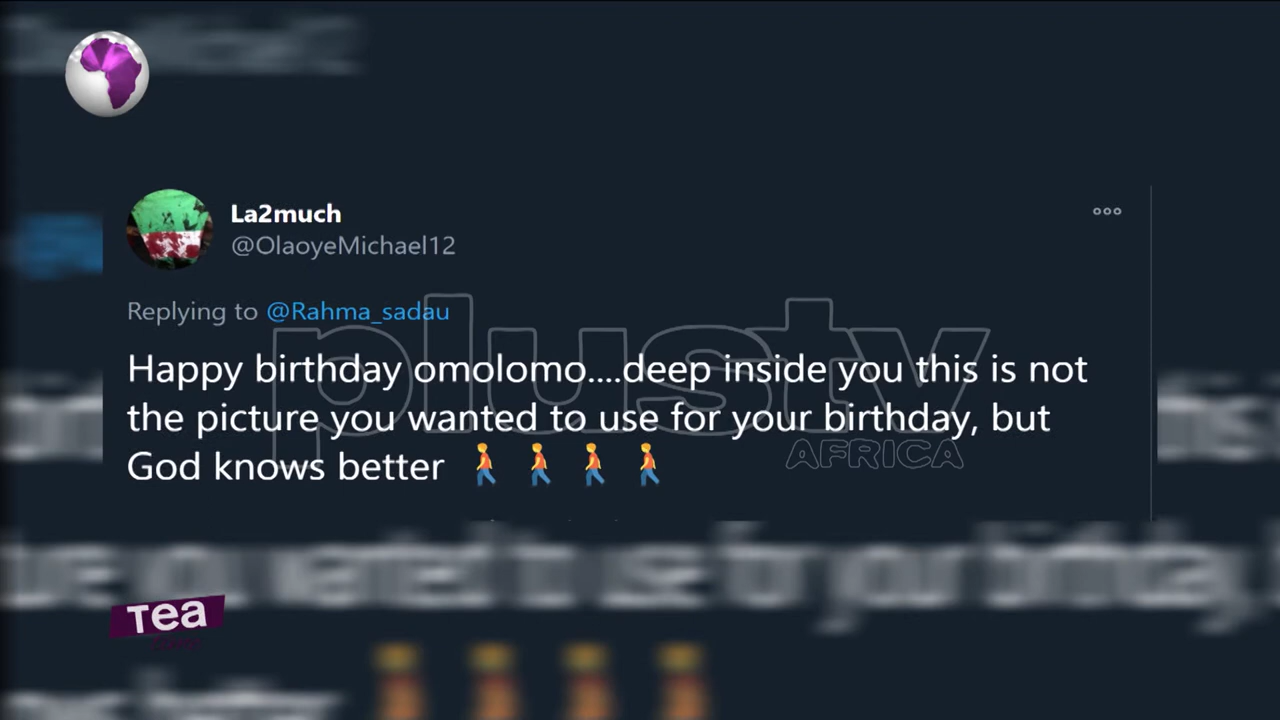 La2much
@OlaoyeMichael12
Replying to @Rahma_sadau
plustv
AFRICA
Happy birthday omolomo....deep inside you this is not
the picture you wanted to use for your birthday, but
God knows better 🚶🚶🚶🚶
Tea